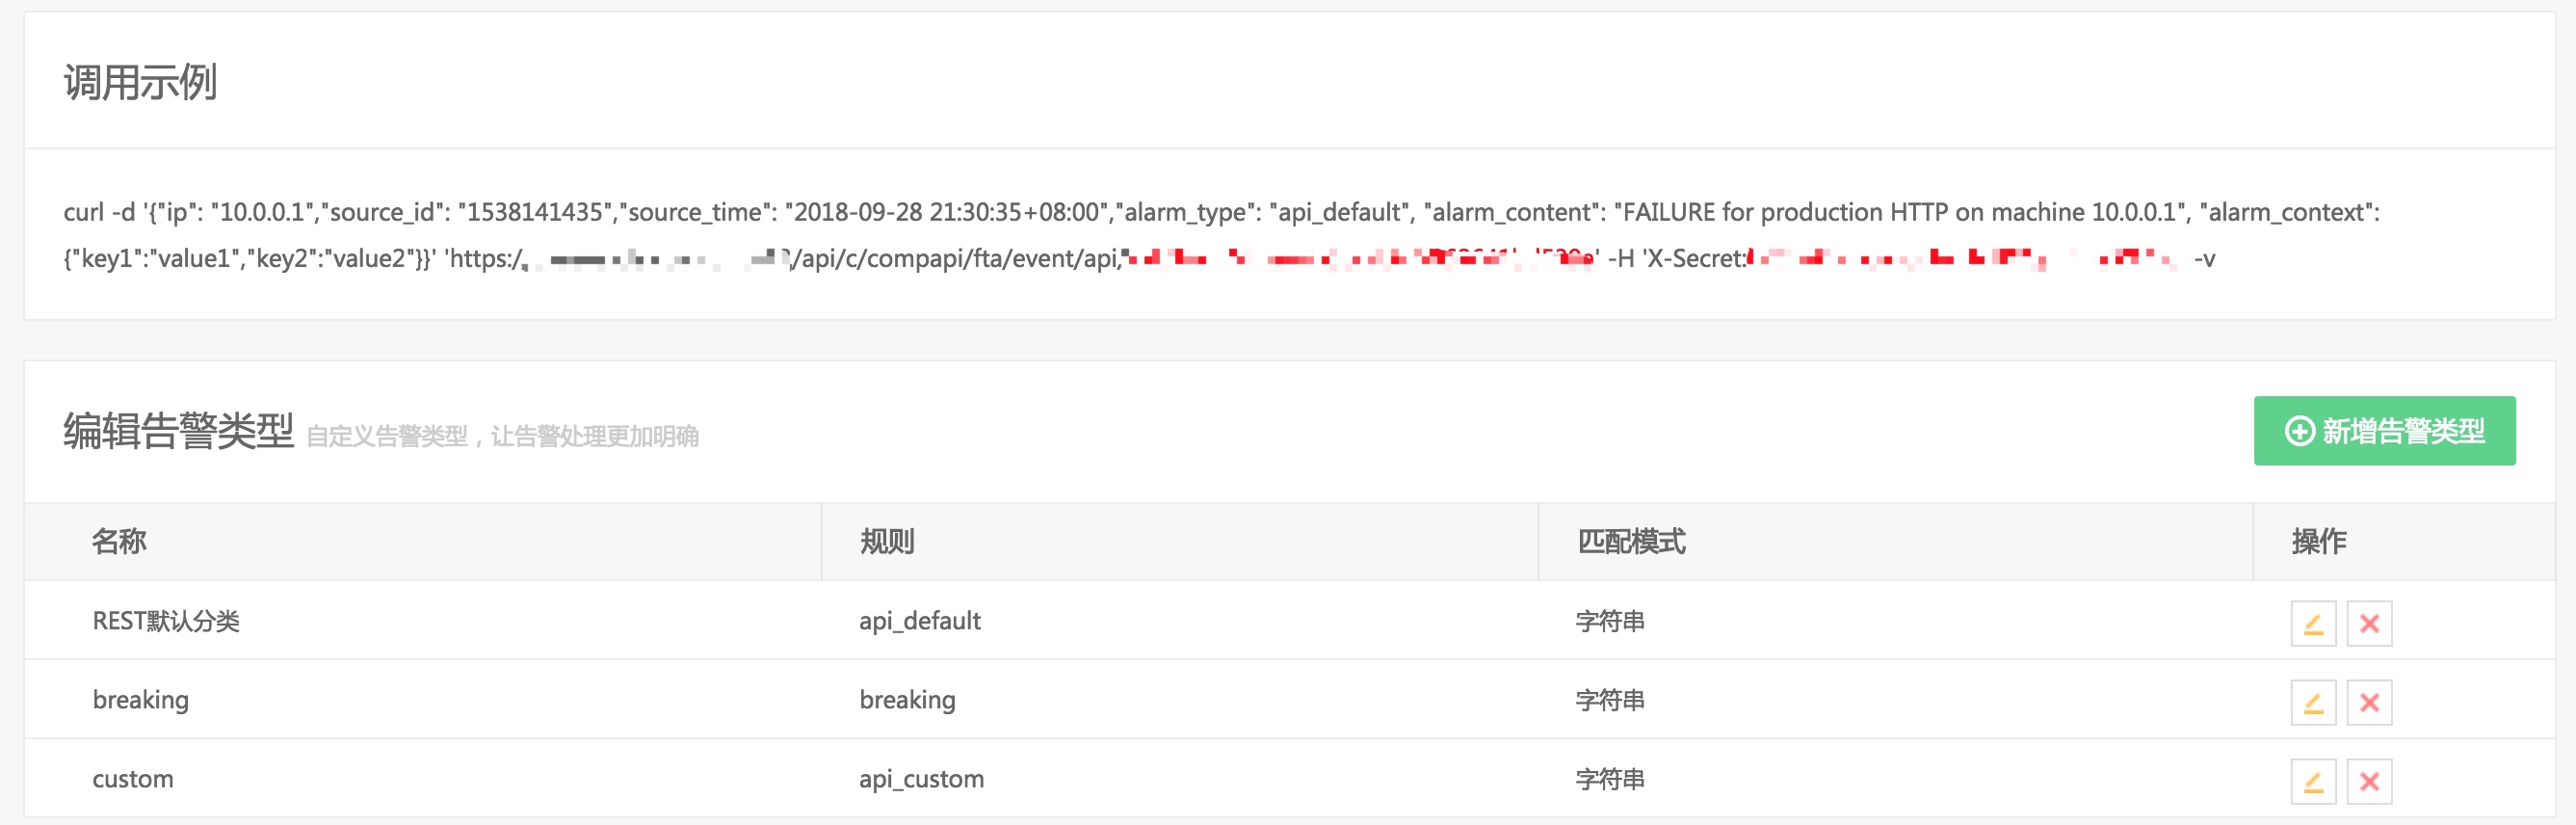 调用示例
curl -d '{"ip": "10.0.0.1","source_id": "1538141435","source_time": "2018-09-28 21:30:35+08:00","alarm_type": "api_default", "alarm_content": "FAILURE for production HTTP on machine 10.0.0.1", "alarm_context":
{"key1":"value1","key2":"value2"}}' 'https:/ /api/c/compapi/fta/event/api, ' -H 'X-Secret: -v
编辑告警类型 自定义告警类型，让告警处理更加明确 新增告警类型
名称 规则 匹配模式 操作
REST默认分类 api_default 字符串
breaking breaking 字符串
custom api_custom 字符串